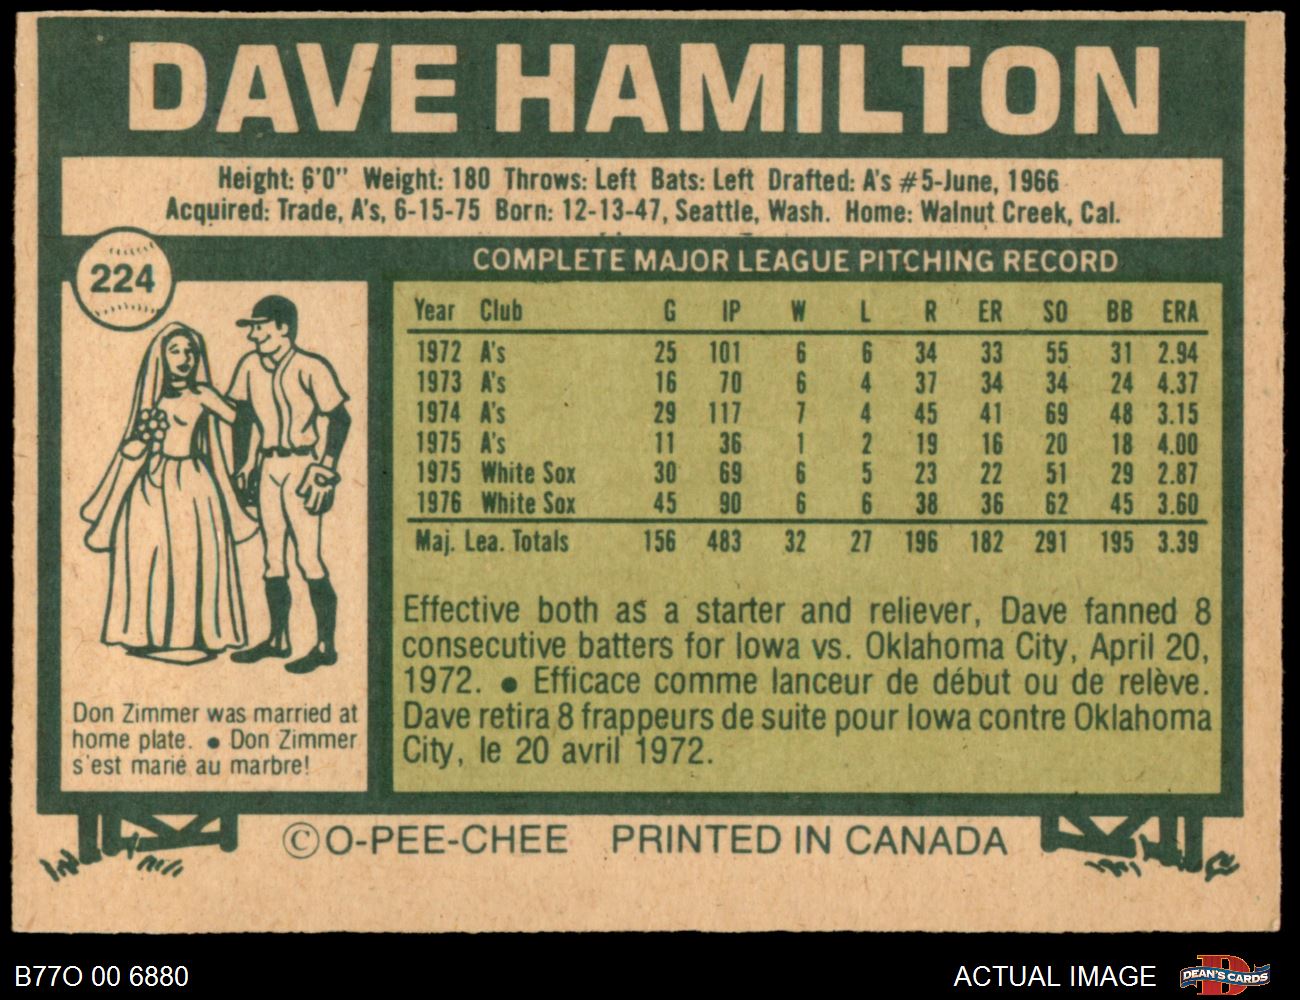 DAVE HAMILTON
Height: 6'0" Weight: 180 Throws: Left Bats: Left Drafted: A's #5-June, 1966
Acquired: Trade, A's, 6-15-75 Born: 12-13-47, Seattle, Wash. Home: Walnut Creek, Cal.
224
COMPLETE MAJOR LEAGUE PITCHING RECORD
Year Club G IP W L R ER SO BB ERA
1972 A's 25 101 6 6 34 33 55 31 2.94
1973 A's 16 70 6 4 37 34 34 24 4.37
1974 A's 29 117 7 4 45 41 69 48 3.15
1975 A's 11 36 1 2 19 16 20 18 4.00
1975 White Sox 30 69 6 5 23 22 51 29 2.87
1976 White Sox 45 90 6 6 38 36 62 45 3.60
Maj. Lea. Totals 156 483 32 27 196 182 291 195 3.39
Effective both as a starter and reliever, Dave fanned 8
consecutive batters for Iowa vs. Oklahoma City, April 20,
1972. ● Efficace comme lanceur de début ou de relève.
Dave retira 8 frappeurs de suite pour Iowa contre Oklahoma
City, le 20 avril 1972.
Don Zimmer was married at
home plate. ● Don Zimmer
s'est marié au marbre!
©O-PEE-CHEE PRINTED IN CANADA
B77O 00 6880
ACTUAL IMAGE
DEAN'S CARDS